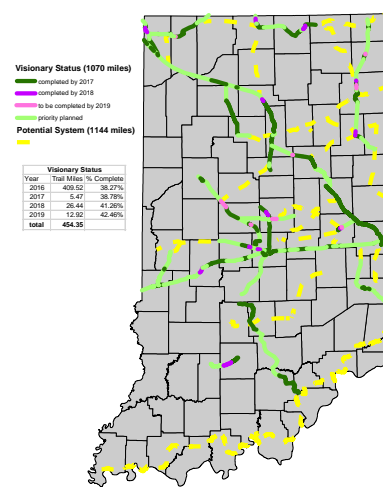 Visionary Status (1070 miles)
completed by 2017
completed by 2018
to be completed by 2019
priority planned
Potential System (1144 miles)
Visionary Status
Year Trail Miles % Complete
2016 409.52 38.27%
2017 5.47 38.78%
2018 26.44 41.26%
2019 12.92 42.46%
total 454.35